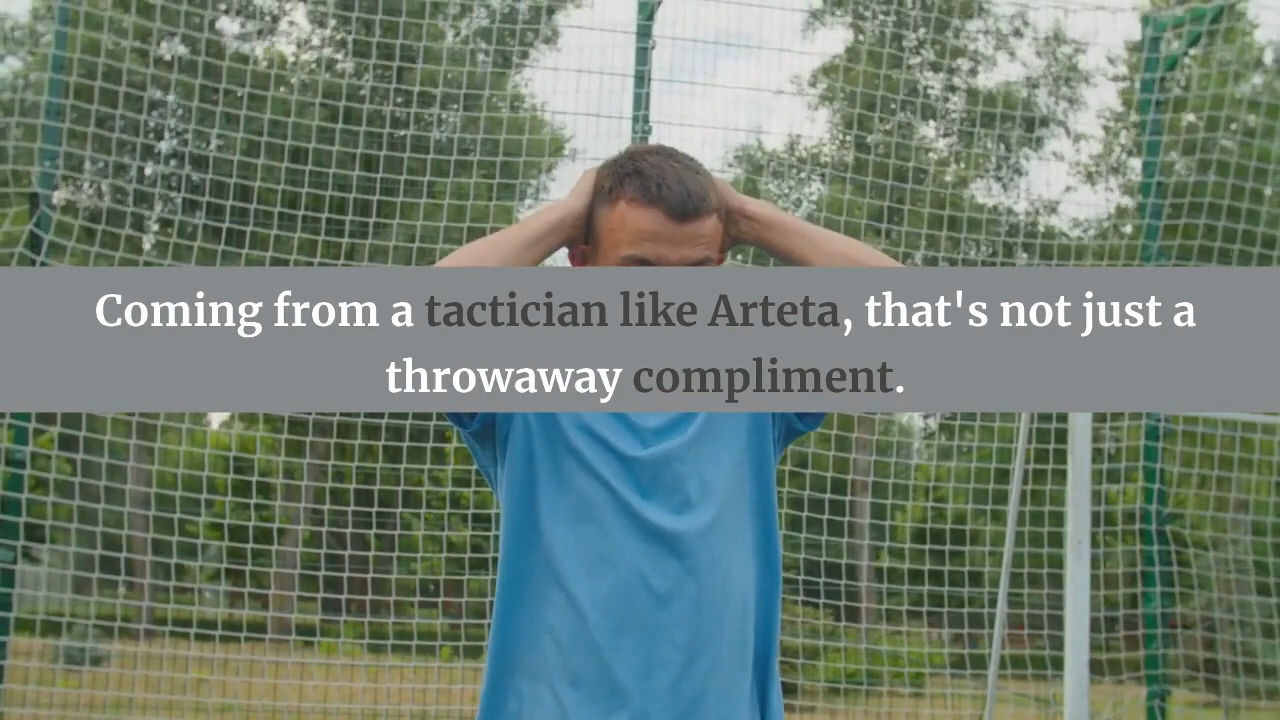 Coming from a tactician like Arteta, that's not just a
throwaway compliment.